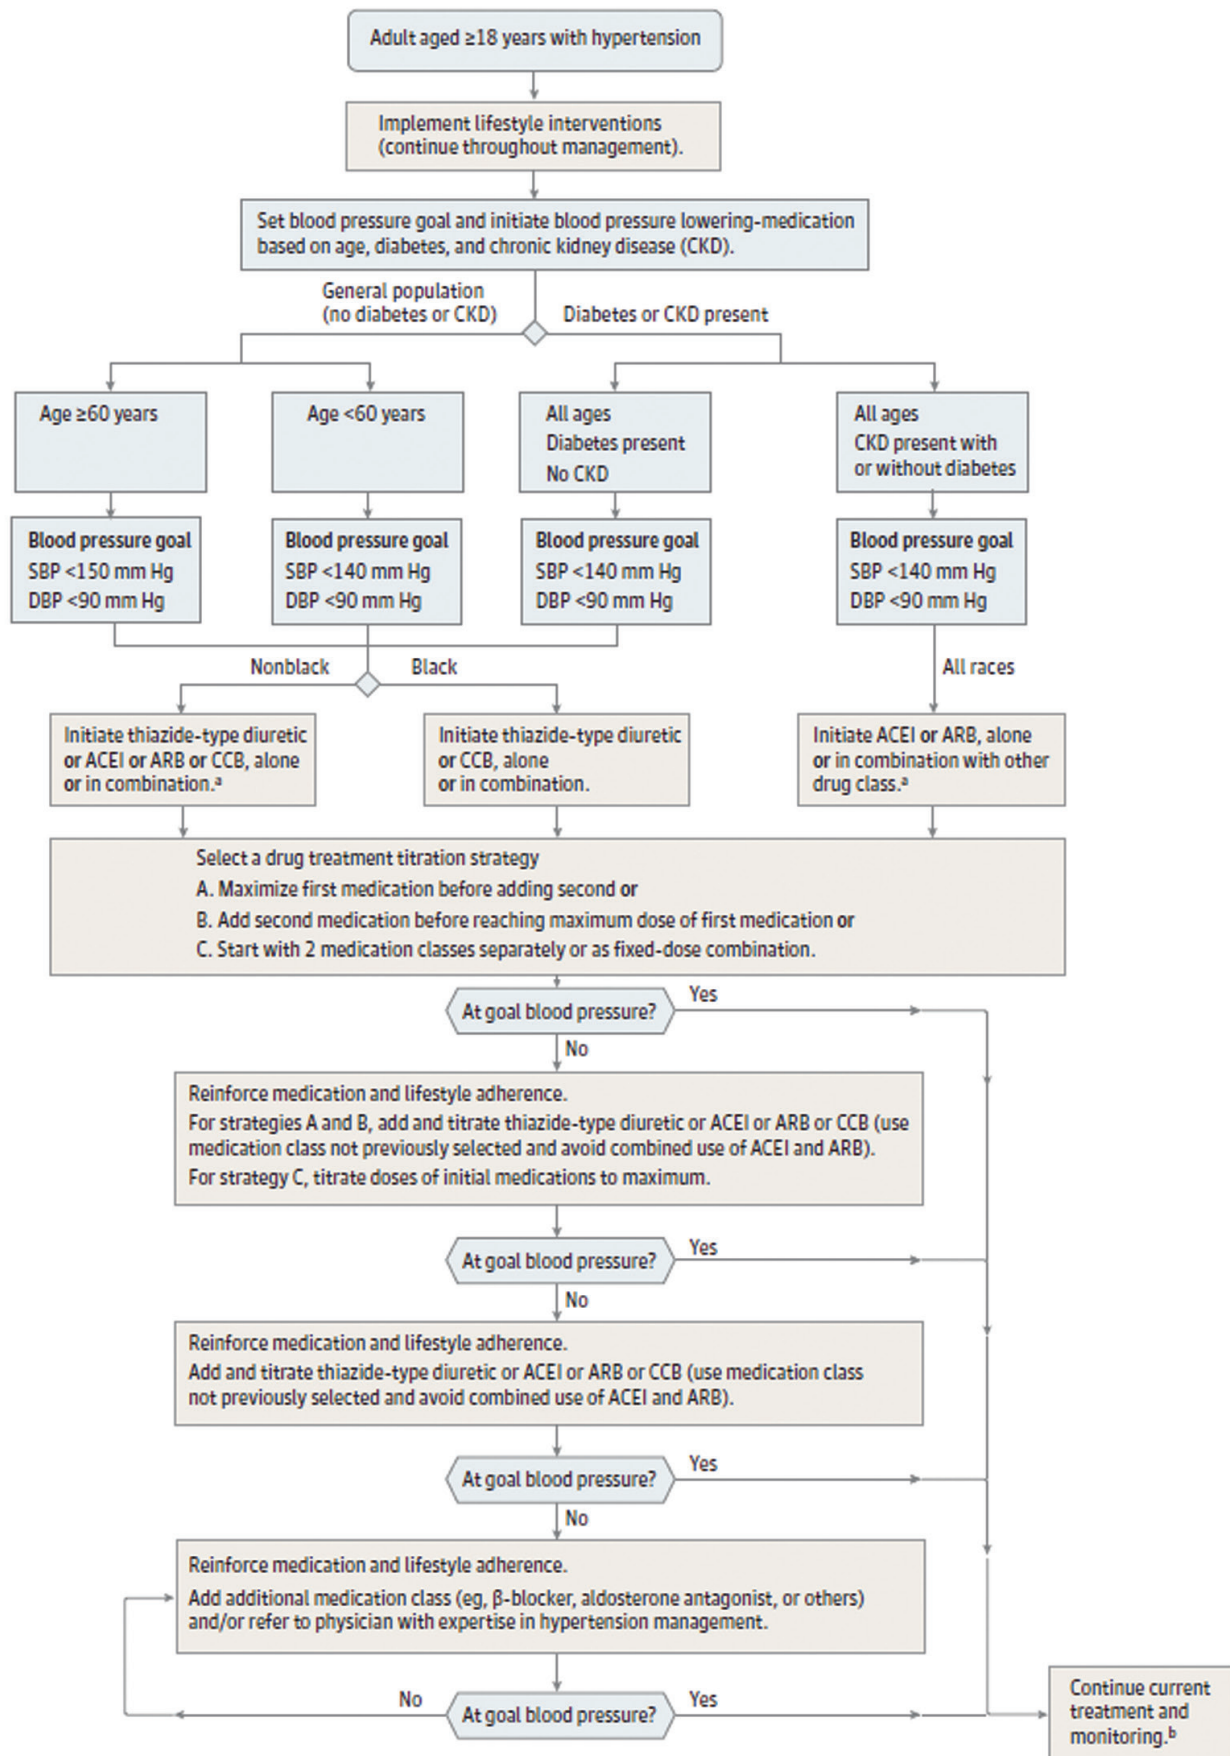 Adult aged ≥18 years with hypertension
Implement lifestyle interventions
(continue throughout management).
Set blood pressure goal and initiate blood pressure lowering-medication
based on age, diabetes, and chronic kidney disease (CKD).
General population
(no diabetes or CKD)
Diabetes or CKD present
Age ≥60 years
Age <60 years
All ages
Diabetes present
No CKD
All ages
CKD present with
or without diabetes
Blood pressure goal
SBP <150 mm Hg
DBP <90 mm Hg
Blood pressure goal
SBP <140 mm Hg
DBP <90 mm Hg
Blood pressure goal
SBP <140 mm Hg
DBP <90 mm Hg
Blood pressure goal
SBP <140 mm Hg
DBP <90 mm Hg
Nonblack
Black
All races
Initiate thiazide-type diuretic
or ACEI or ARB or CCB, alone
or in combination.ᵃ
Initiate thiazide-type diuretic
or CCB, alone
or in combination.
Initiate ACEI or ARB, alone
or in combination with other
drug class.ᵃ
Select a drug treatment titration strategy
A. Maximize first medication before adding second or
B. Add second medication before reaching maximum dose of first medication or
C. Start with 2 medication classes separately or as fixed-dose combination.
At goal blood pressure?
Yes
No
Reinforce medication and lifestyle adherence.
For strategies A and B, add and titrate thiazide-type diuretic or ACEI or ARB or CCB (use
medication class not previously selected and avoid combined use of ACEI and ARB).
For strategy C, titrate doses of initial medications to maximum.
At goal blood pressure?
Yes
No
Reinforce medication and lifestyle adherence.
Add and titrate thiazide-type diuretic or ACEI or ARB or CCB (use medication class
not previously selected and avoid combined use of ACEI and ARB).
At goal blood pressure?
Yes
No
Reinforce medication and lifestyle adherence.
Add additional medication class (eg, β-blocker, aldosterone antagonist, or others)
and/or refer to physician with expertise in hypertension management.
No
At goal blood pressure?
Yes
Continue current
treatment and
monitoring.ᵇ